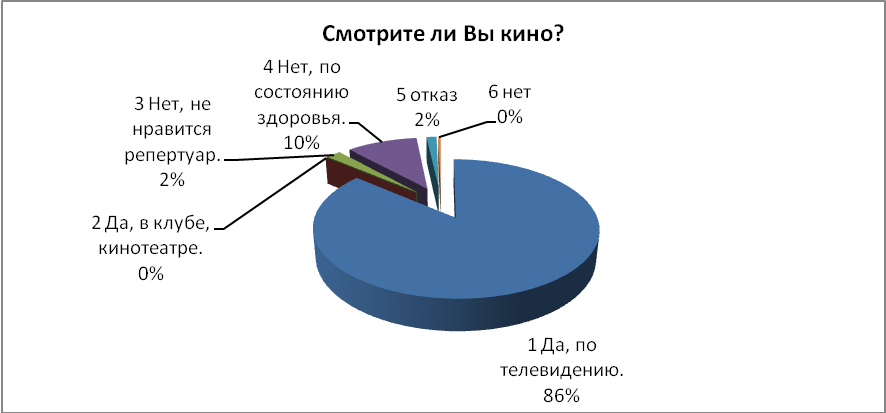 Смотрите ли Вы кино?
4 Нет, по
состоянию
здоровья.
10%
5 отказ
2%
6 нет
0%
3 Нет, не
нравится
репертуар.
2%
2 Да, в клубе,
кинотеатре.
0%
1 Да, по
телевидению.
86%